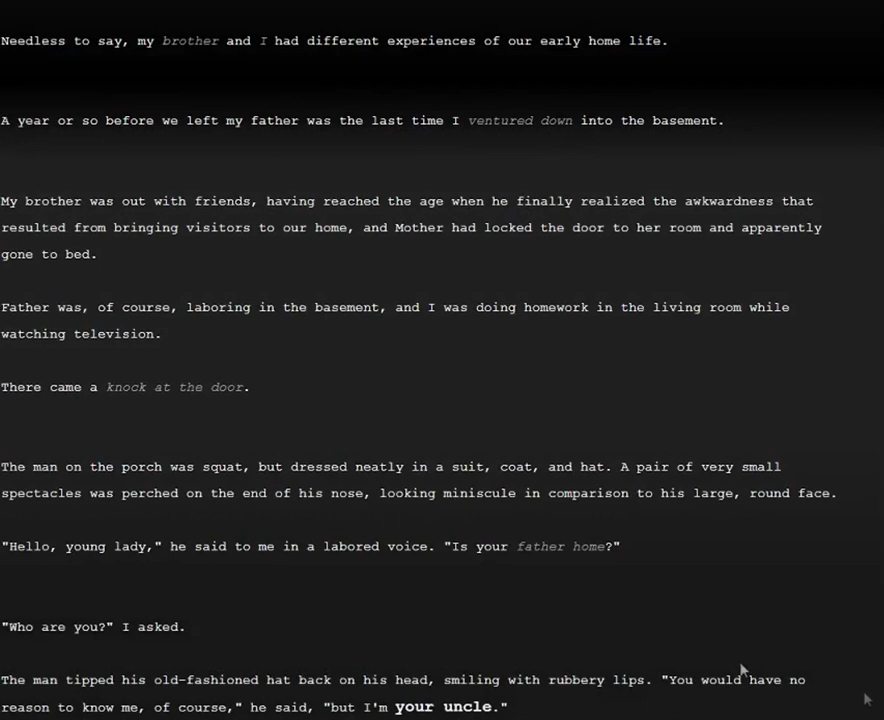 Needless to say, my brother and I had different experiences of our early home life.
A year or so before we left my father was the last time I ventured down into the basement.
My brother was out with friends, having reached the age when he finally realized the awkwardness that
resulted from bringing visitors to our home, and Mother had locked the door to her room and apparently
gone to bed.
Father was, of course, laboring in the basement, and I was doing homework in the living room while
watching television.
There came a knock at the door.
The man on the porch was squat, but dressed neatly in a suit, coat, and hat. A pair of very small
spectacles was perched on the end of his nose, looking miniscule in comparison to his large, round face.
"Hello, young lady," he said to me in a labored voice. "Is your father home?"
"Who are you?" I asked.
The man tipped his old-fashioned hat back on his head, smiling with rubbery lips. "You would have no
reason to know me, of course," he said, "but I'm your uncle."